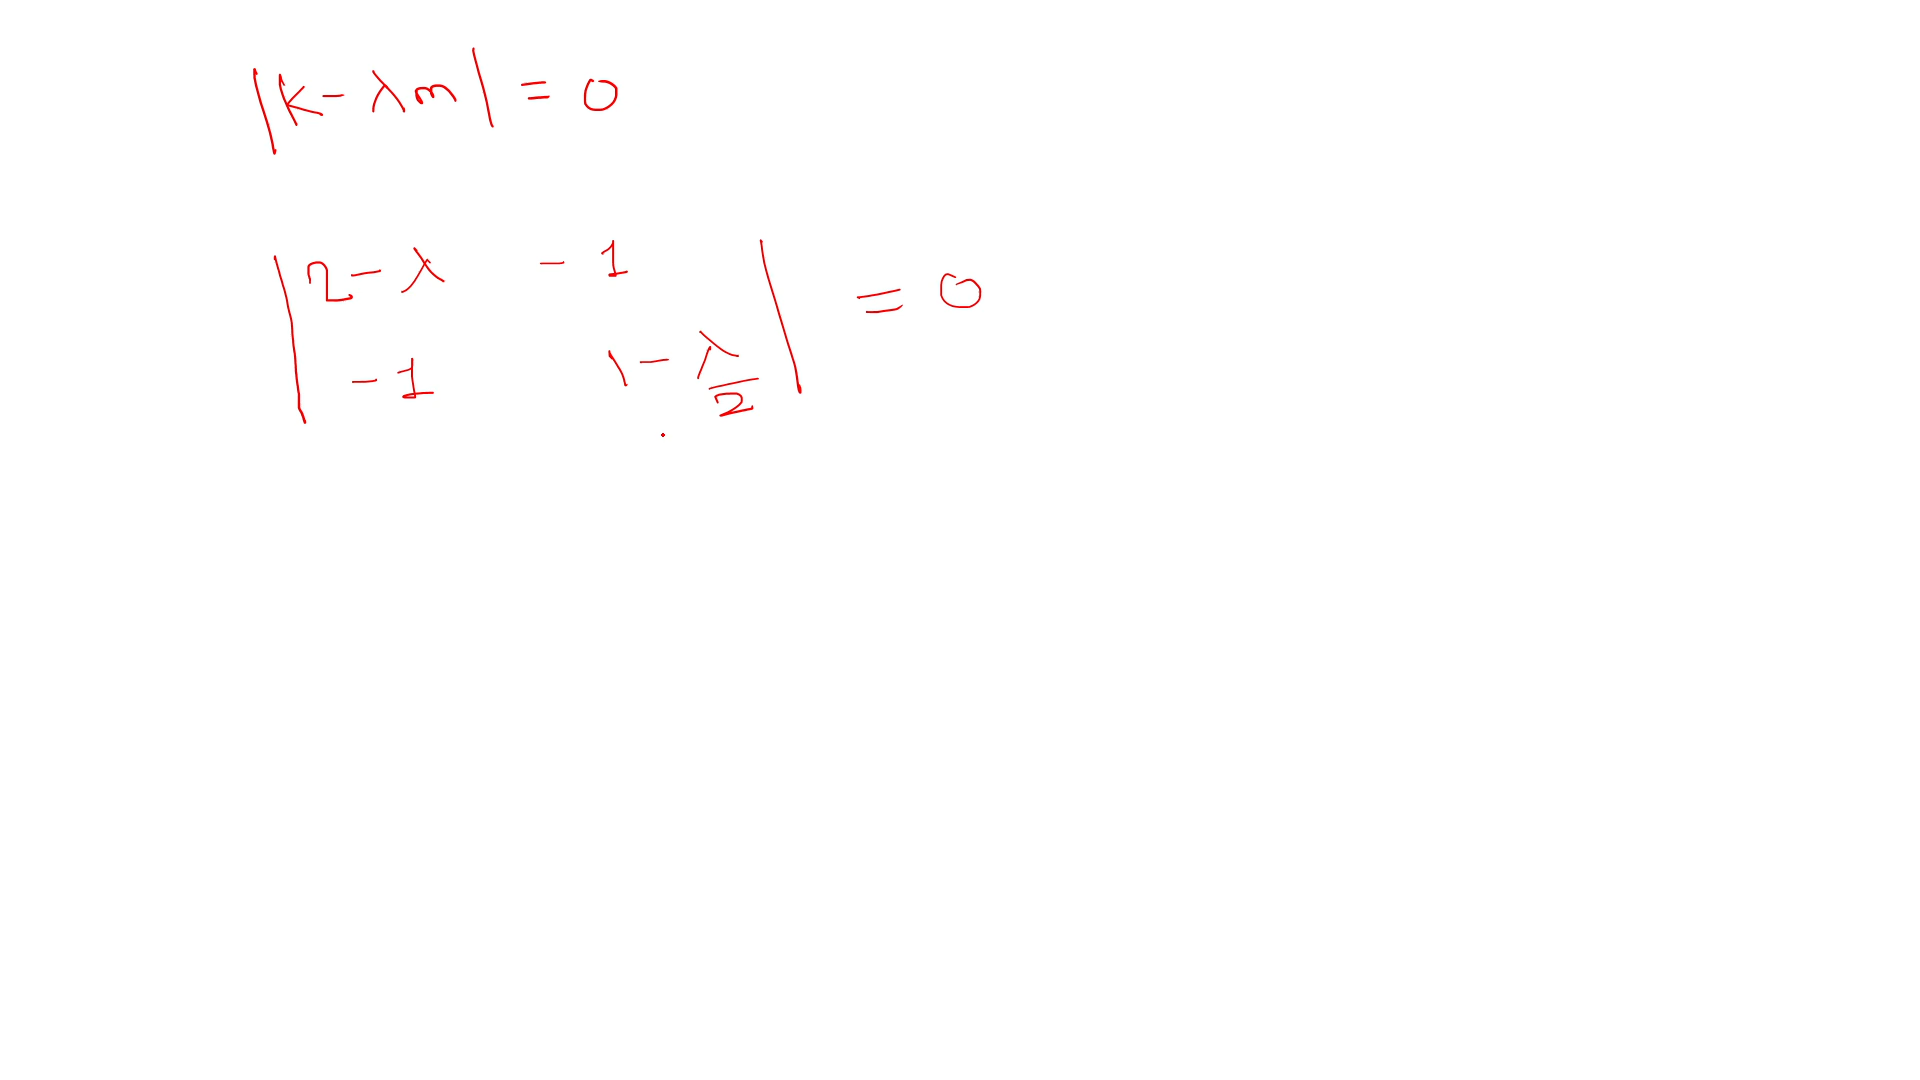 |k - λm| = 0
| 2 - λ   - 1 |
| - 1   1 - λ/2 | = 0